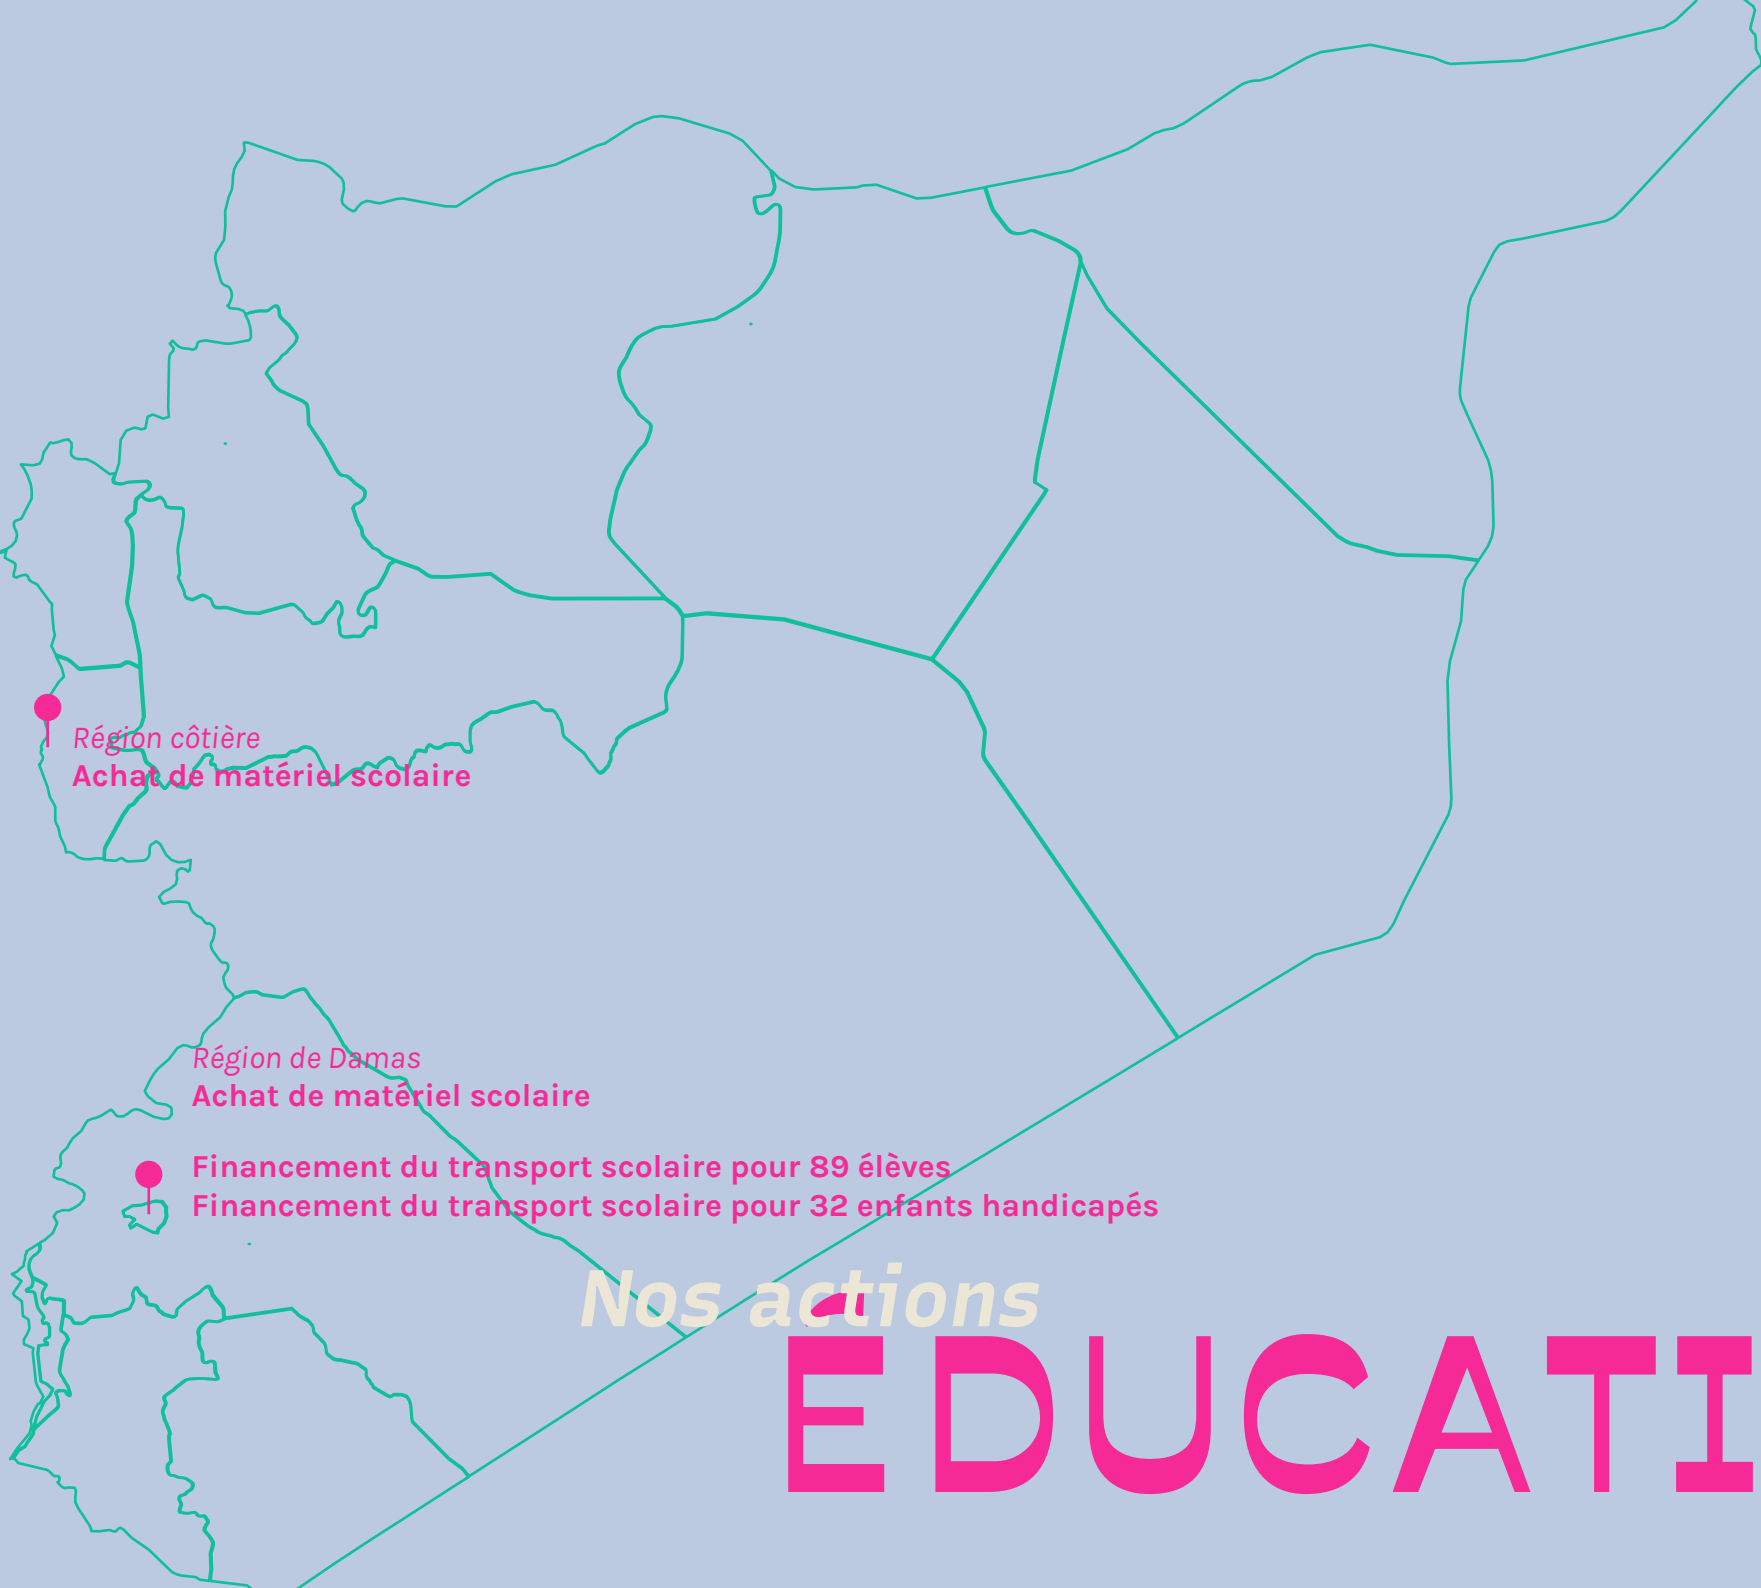 Région côtière
Achat de matériel scolaire
Région de Damas
Achat de matériel scolaire
Financement du transport scolaire pour 89 élèves
Financement du transport scolaire pour 32 enfants handicapés
Nos actions
ÉDUCATI